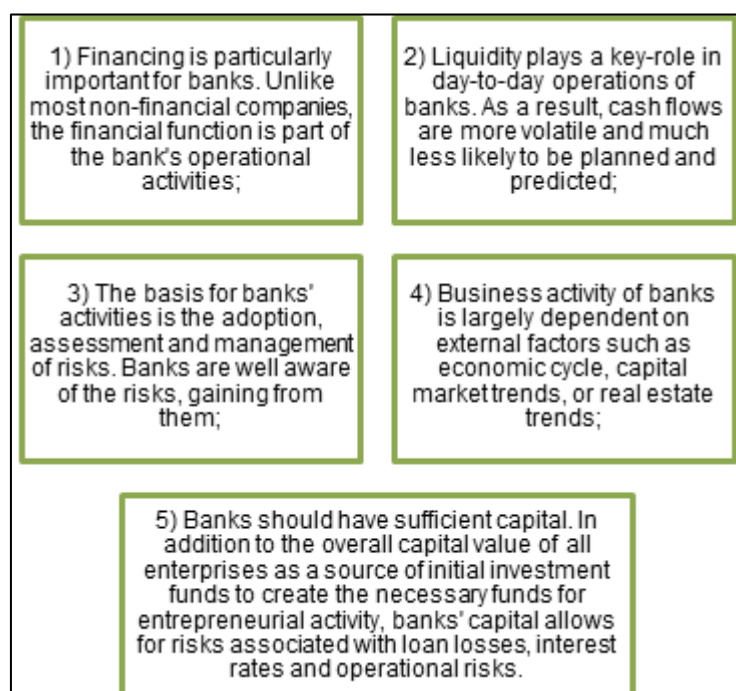 1) Financing is particularly
important for banks. Unlike
most non-financial companies,
the financial function is part of
the bank's operational
activities;
2) Liquidity plays a key-role in
day-to-day operations of
banks. As a result, cash flows
are more volatile and much
less likely to be planned and
predicted;
3) The basis for banks'
activities is the adoption,
assessment and management
of risks. Banks are well aware
of the risks, gaining from
them;
4) Business activity of banks
is largely dependent on
external factors such as
economic cycle, capital
market trends, or real estate
trends;
5) Banks should have sufficient capital. In
addition to the overall capital value of all
enterprises as a source of initial investment
funds to create the necessary funds for
entrepreneurial activity, banks' capital allows
for risks associated with loan losses, interest
rates and operational risks.